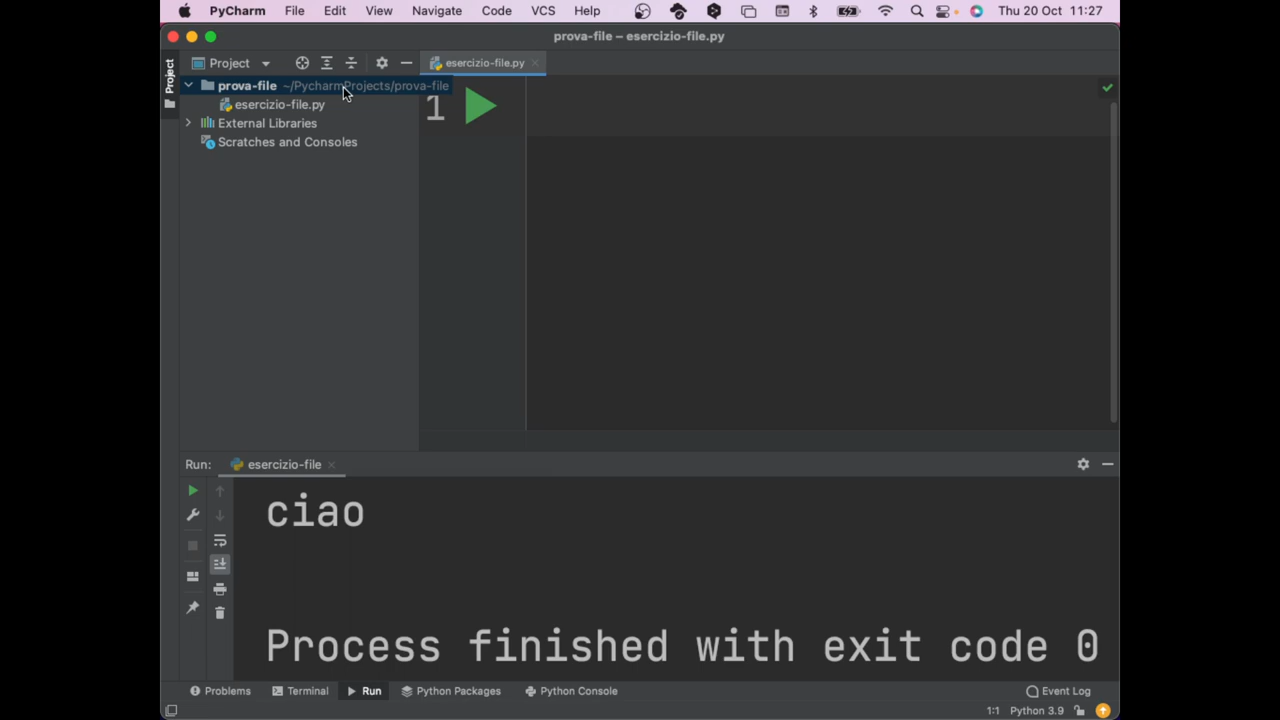 PyCharm File Edit View Navigate Code VCS Help Thu 20 Oct 11:27
prova-file – esercizio-file.py
Project
Project
esercizio-file.py
prova-file ~/PycharmProjects/prova-file
1
esercizio-file.py
External Libraries
Scratches and Consoles
Run: esercizio-file
ciao
Process finished with exit code 0
Problems Terminal Run Python Packages Python Console Event Log
1:1 Python 3.9